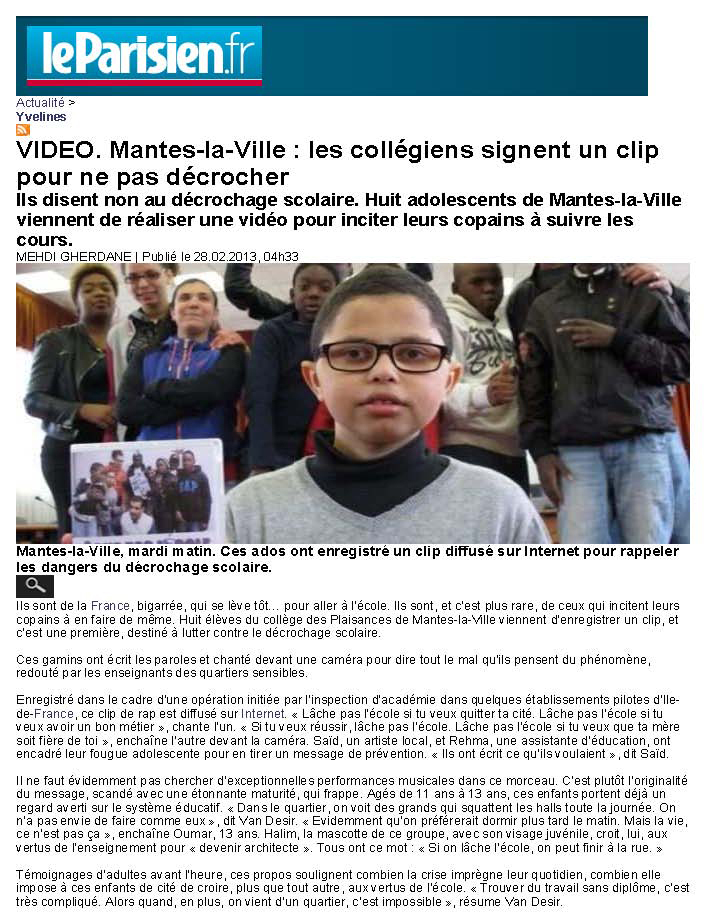 leParisien.fr
Actualité >
Yvelines
VIDEO. Mantes-la-Ville : les collégiens signent un clip
pour ne pas décrocher
Ils disent non au décrochage scolaire. Huit adolescents de Mantes-la-Ville
viennent de réaliser une vidéo pour inciter leurs copains à suivre les
cours.
MEHDI GHERDANE | Publié le 28.02.2013, 04h33
Mantes-la-Ville, mardi matin. Ces ados ont enregistré un clip diffusé sur Internet pour rappeler
les dangers du décrochage scolaire.
Ils sont de la France, bigarrée, qui se lève tôt… pour aller à l'école. Ils sont, et c'est plus rare, de ceux qui incitent leurs
copains à en faire de même. Huit élèves du collège des Plaisances de Mantes-la-Ville viennent d'enregistrer un clip, et
c'est une première, destiné à lutter contre le décrochage scolaire.
Ces gamins ont écrit les paroles et chanté devant une caméra pour dire tout le mal qu'ils pensent du phénomène,
redouté par les enseignants des quartiers sensibles.
Enregistré dans le cadre d'une opération initiée par l'inspection d'académie dans quelques établissements pilotes d'Ile-
de-France, ce clip de rap est diffusé sur Internet. « Lâche pas l'école si tu veux quitter ta cité. Lâche pas l'école si tu
veux avoir un bon métier », chante l'un. « Si tu veux réussir, lâche pas l'école. Lâche pas l'école si tu veux que ta mère
soit fière de toi », enchaîne l'autre devant la caméra. Saïd, un artiste local, et Rehma, une assistante d'éducation, ont
encadré leur fougue adolescente pour en tirer un message de prévention. « Ils ont écrit ce qu'ils voulaient », dit Saïd.
Il ne faut évidemment pas chercher d'exceptionnelles performances musicales dans ce morceau. C'est plutôt l'originalité
du message, scandé avec une étonnante maturité, qui frappe. Agés de 11 ans à 13 ans, ces enfants portent déjà un
regard averti sur le système éducatif. « Dans le quartier, on voit des grands qui squattent les halls toute la journée. On
n'a pas envie de faire comme eux », dit Van Desir. « Evidemment qu'on préférerait dormir plus tard le matin. Mais la vie,
ce n'est pas ça », enchaîne Oumar, 13 ans. Halim, la mascotte de ce groupe, avec son visage juvénile, croit, lui, aux
vertus de l'enseignement pour « devenir architecte ». Tous ont ce mot : « Si on lâche l'école, on peut finir à la rue. »
Témoignages d'adultes avant l'heure, ces propos soulignent combien la crise imprègne leur quotidien, combien elle
impose à ces enfants de cité de croire, plus que tout autre, aux vertus de l'école. « Trouver du travail sans diplôme, c'est
très compliqué. Alors quand, en plus, on vient d'un quartier, c'est impossible », résume Van Desir.